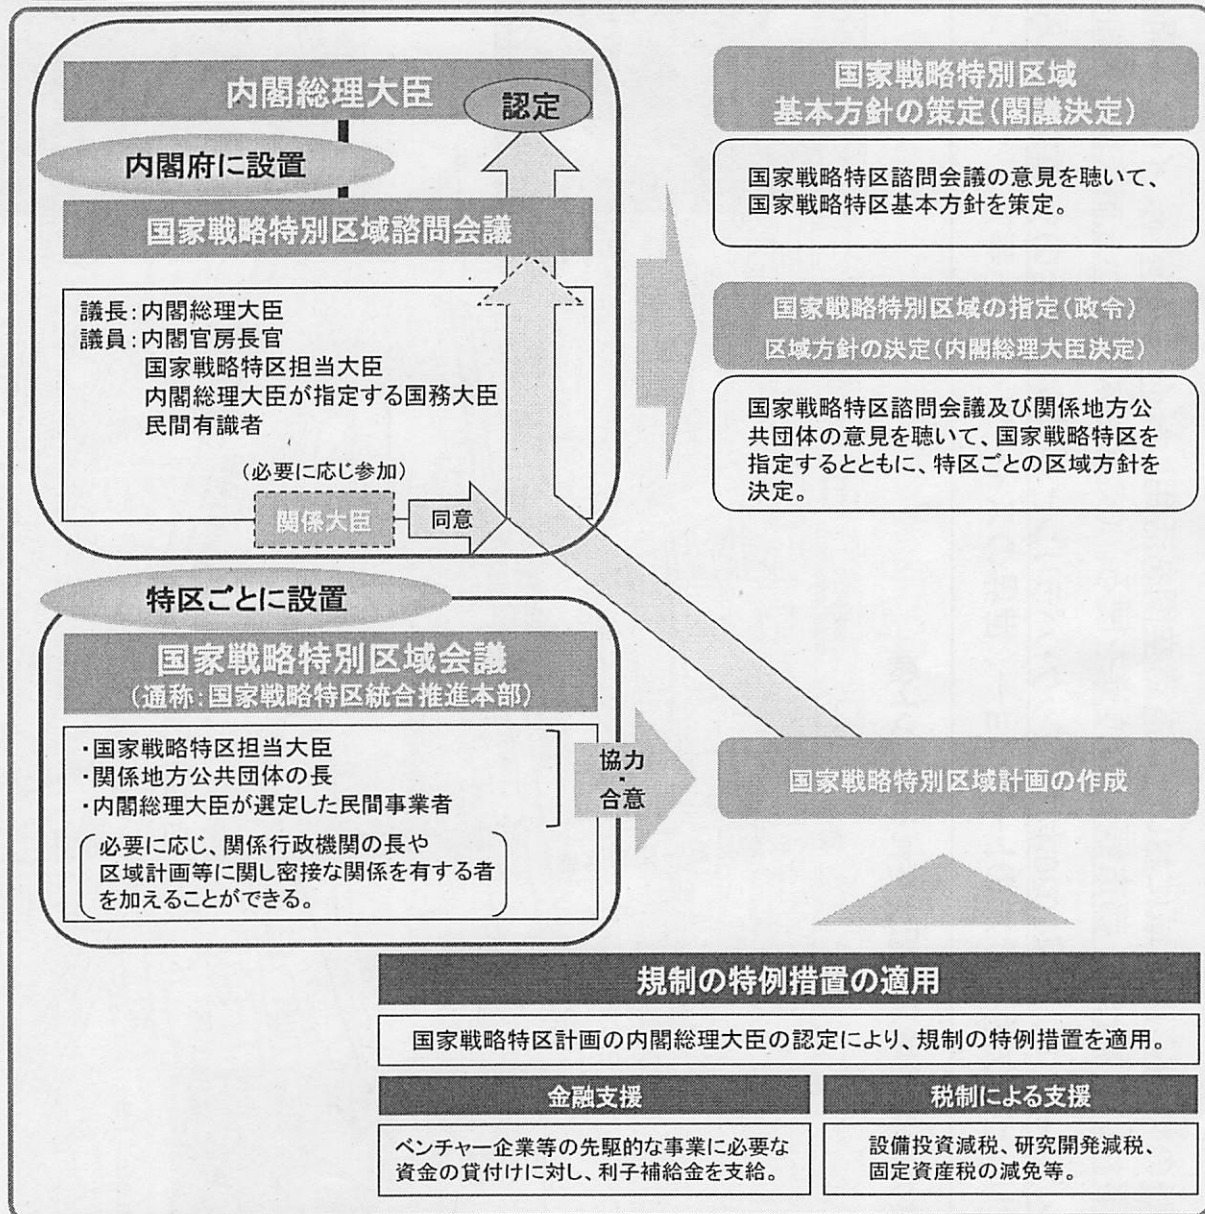 内閣総理大臣
認定
内閣府に設置
国家戦略特別区域諮問会議
議長:内閣総理大臣
議員:内閣官房長官
国家戦略特区担当大臣
内閣総理大臣が指定する国務大臣
民間有識者
(必要に応じ参加)
関係大臣
同意
国家戦略特別区域
基本方針の策定(閣議決定)
国家戦略特区諮問会議の意見を聴いて、
国家戦略特区基本方針を策定。
国家戦略特別区域の指定(政令)
区域方針の決定(内閣総理大臣決定)
国家戦略特区諮問会議及び関係地方公
共団体の意見を聴いて、国家戦略特区を
指定するとともに、特区ごとの区域方針を
決定。
特区ごとに設置
国家戦略特別区域会議
(通称:国家戦略特区統合推進本部)
・国家戦略特区担当大臣
・関係地方公共団体の長
・内閣総理大臣が選定した民間事業者
必要に応じ、関係行政機関の長や
区域計画等に関し密接な関係を有する者
を加えることができる。
協力
・
合意
国家戦略特別区域計画の作成
規制の特例措置の適用
国家戦略特区計画の内閣総理大臣の認定により、規制の特例措置を適用。
金融支援
ベンチャー企業等の先駆的な事業に必要な
資金の貸付けに対し、利子補給金を支給。
税制による支援
設備投資減税、研究開発減税、
固定資産税の減免等。